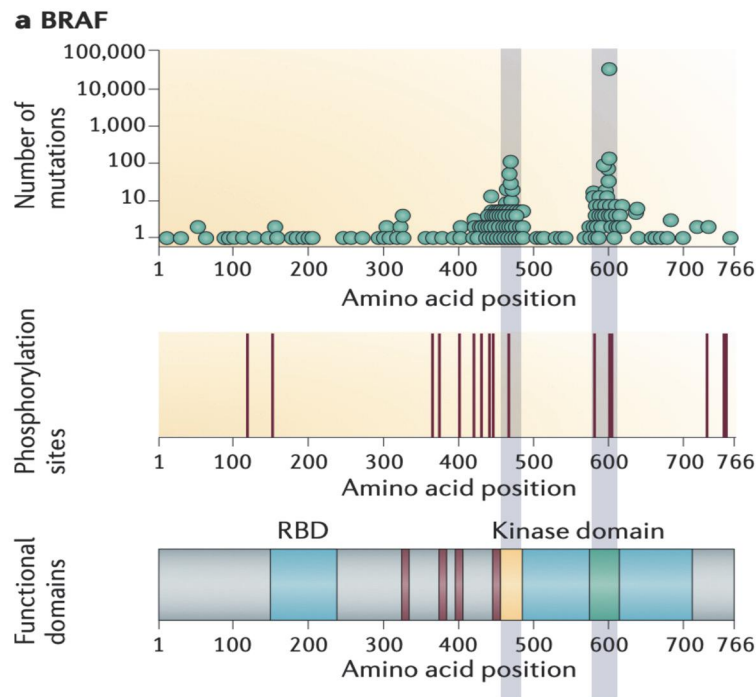 a BRAF
Number of
mutations
100,000
10,000
1,000
100
10
1
1 100 200 300 400 500 600 700 766
Amino acid position
Phosphorylation
sites
1 100 200 300 400 500 600 700 766
Amino acid position
RBD Kinase domain
Functional
domains
1 100 200 300 400 500 600 700 766
Amino acid position